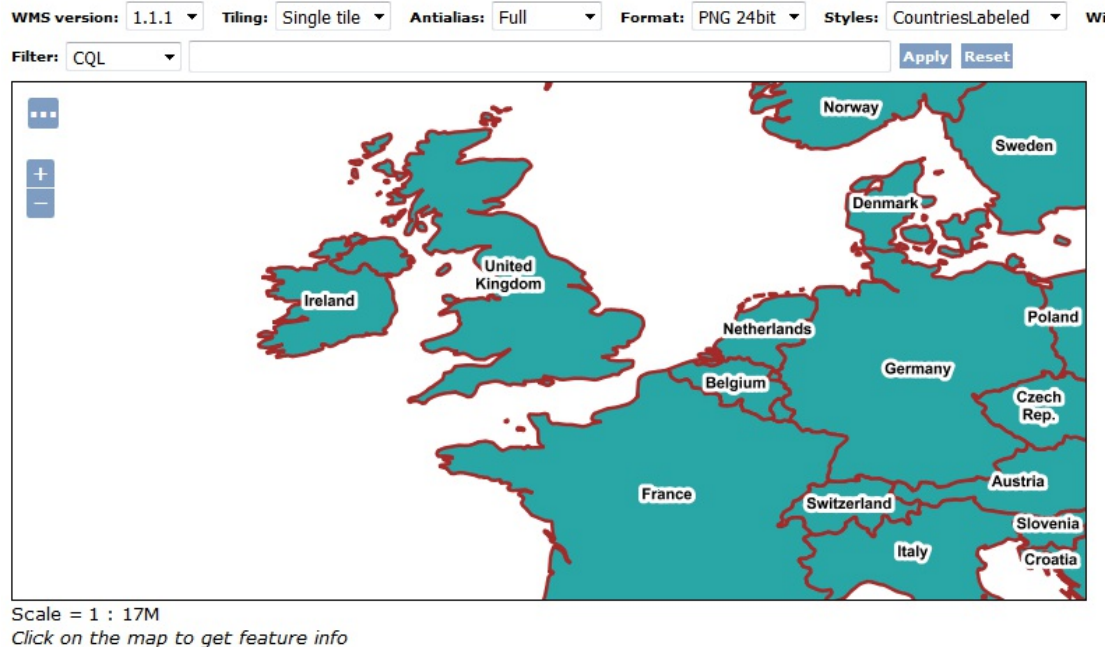 WMS version: 1.1.1 Tiling: Single tile Antialias: Full Format: PNG 24bit Styles: CountriesLabeled Wi
Filter: CQL Apply Reset
...
+
−
Norway
Sweden
Denmark
United
Kingdom
Ireland
Netherlands
Poland
Belgium
Germany
Czech
Rep.
Austria
France
Switzerland
Slovenia
Italy
Croatia
Scale = 1 : 17M
Click on the map to get feature info